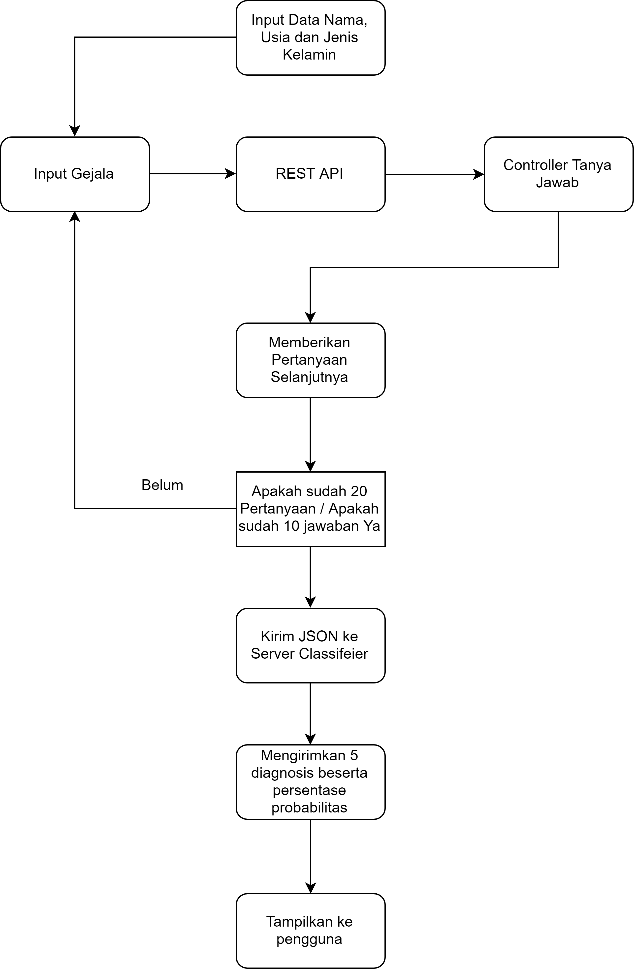 Input Data Nama,
Usia dan Jenis
Kelamin
Input Gejala
REST API
Controller Tanya
Jawab
Memberikan
Pertanyaan
Selanjutnya
Belum
Apakah sudah 20
Pertanyaan / Apakah
sudah 10 jawaban Ya
Kirim JSON ke
Server Classifeier
Mengirimkan 5
diagnosis beserta
persentase
probabilitas
Tampilkan ke
pengguna